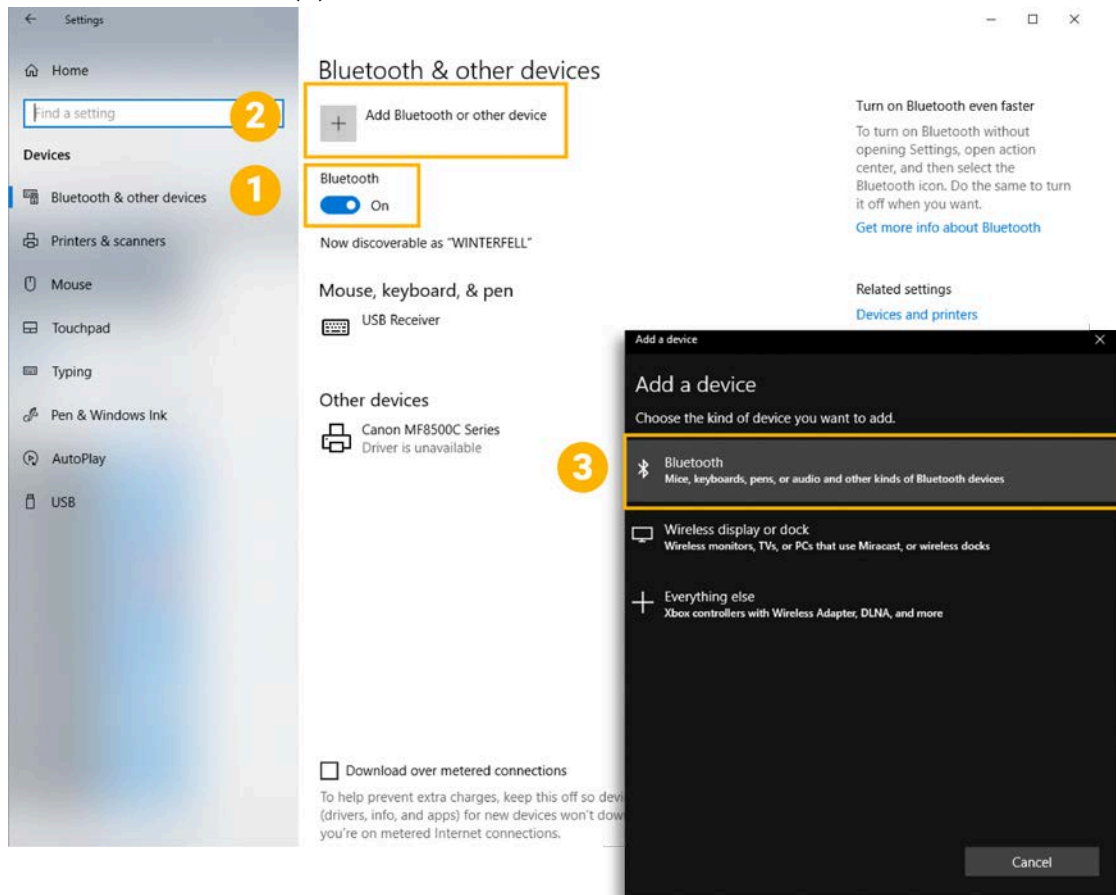 Settings
Home
Find a setting
2
Devices
1
Bluetooth & other devices
Printers & scanners
Mouse
Touchpad
Typing
Pen & Windows Ink
AutoPlay
USB
Bluetooth & other devices
Add Bluetooth or other device
Bluetooth
On
Now discoverable as “WINTERFELL”
Mouse, keyboard, & pen
USB Receiver
Other devices
Canon MF8500C Series
Driver is unavailable
Download over metered connections
To help prevent extra charges, keep this off so
(drivers, info, and apps) for new devices won't
you're on metered Internet connections.
Turn on Bluetooth even faster
To turn on Bluetooth without
opening Settings, open action
center, and then select the
Bluetooth icon. Do the same to turn
it off when you want.
Get more info about Bluetooth
Related settings
Devices and printers
Add a device
Add a device
Choose the kind of device you want to add.
3
Bluetooth
Mice, keyboards, pens, or audio and other kinds of Bluetooth devices
Wireless display or dock
Wireless monitors, TVs, or PCs that use Miracast, or wireless docks
Everything else
Xbox controllers with Wireless Adapter, DLNA, and more
Cancel